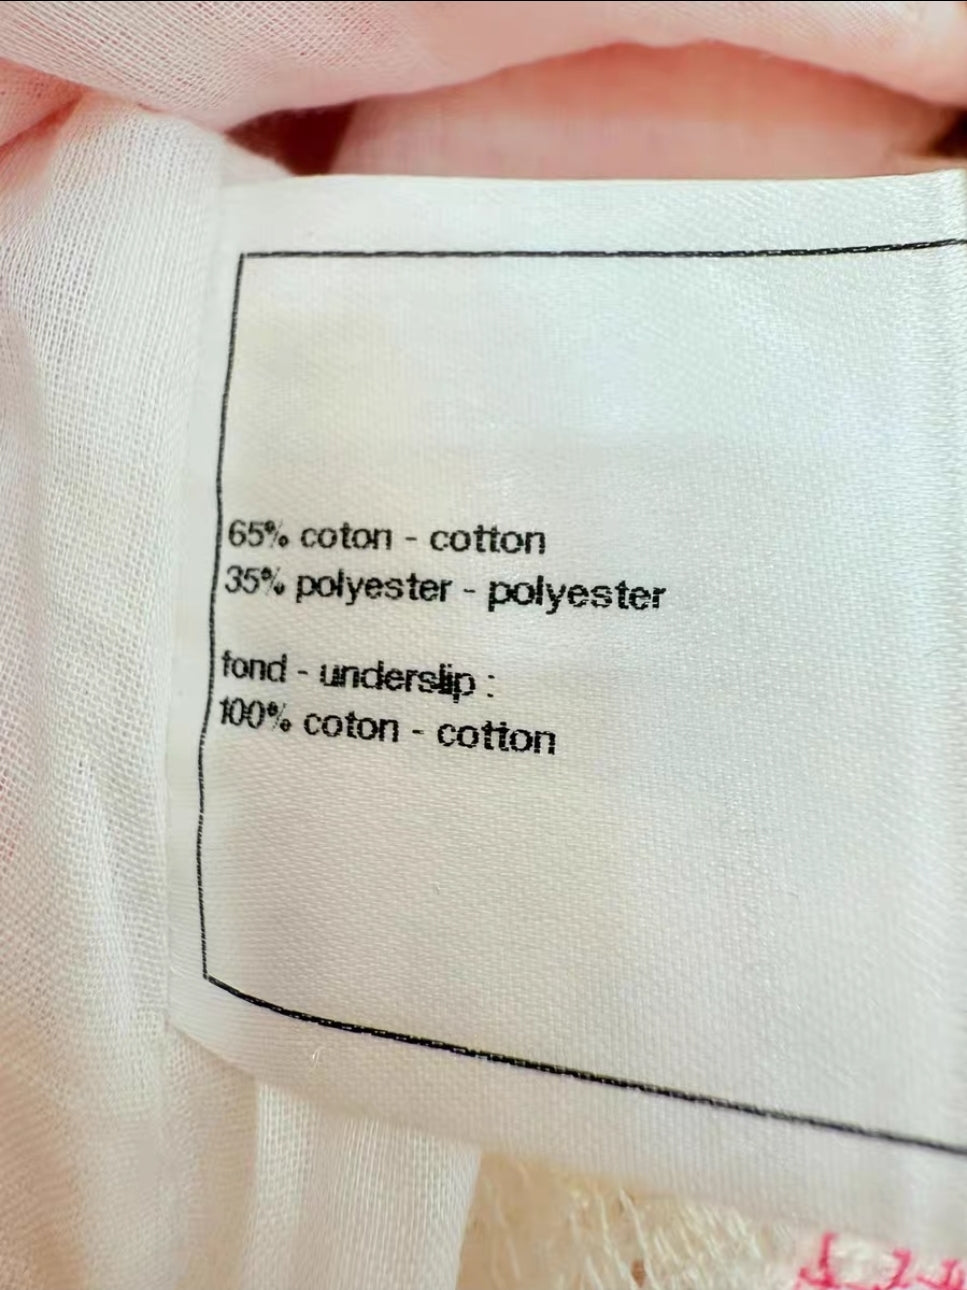 65% coton - cotton
35% polyester - polyester
fond - underslip :
100% coton - cotton